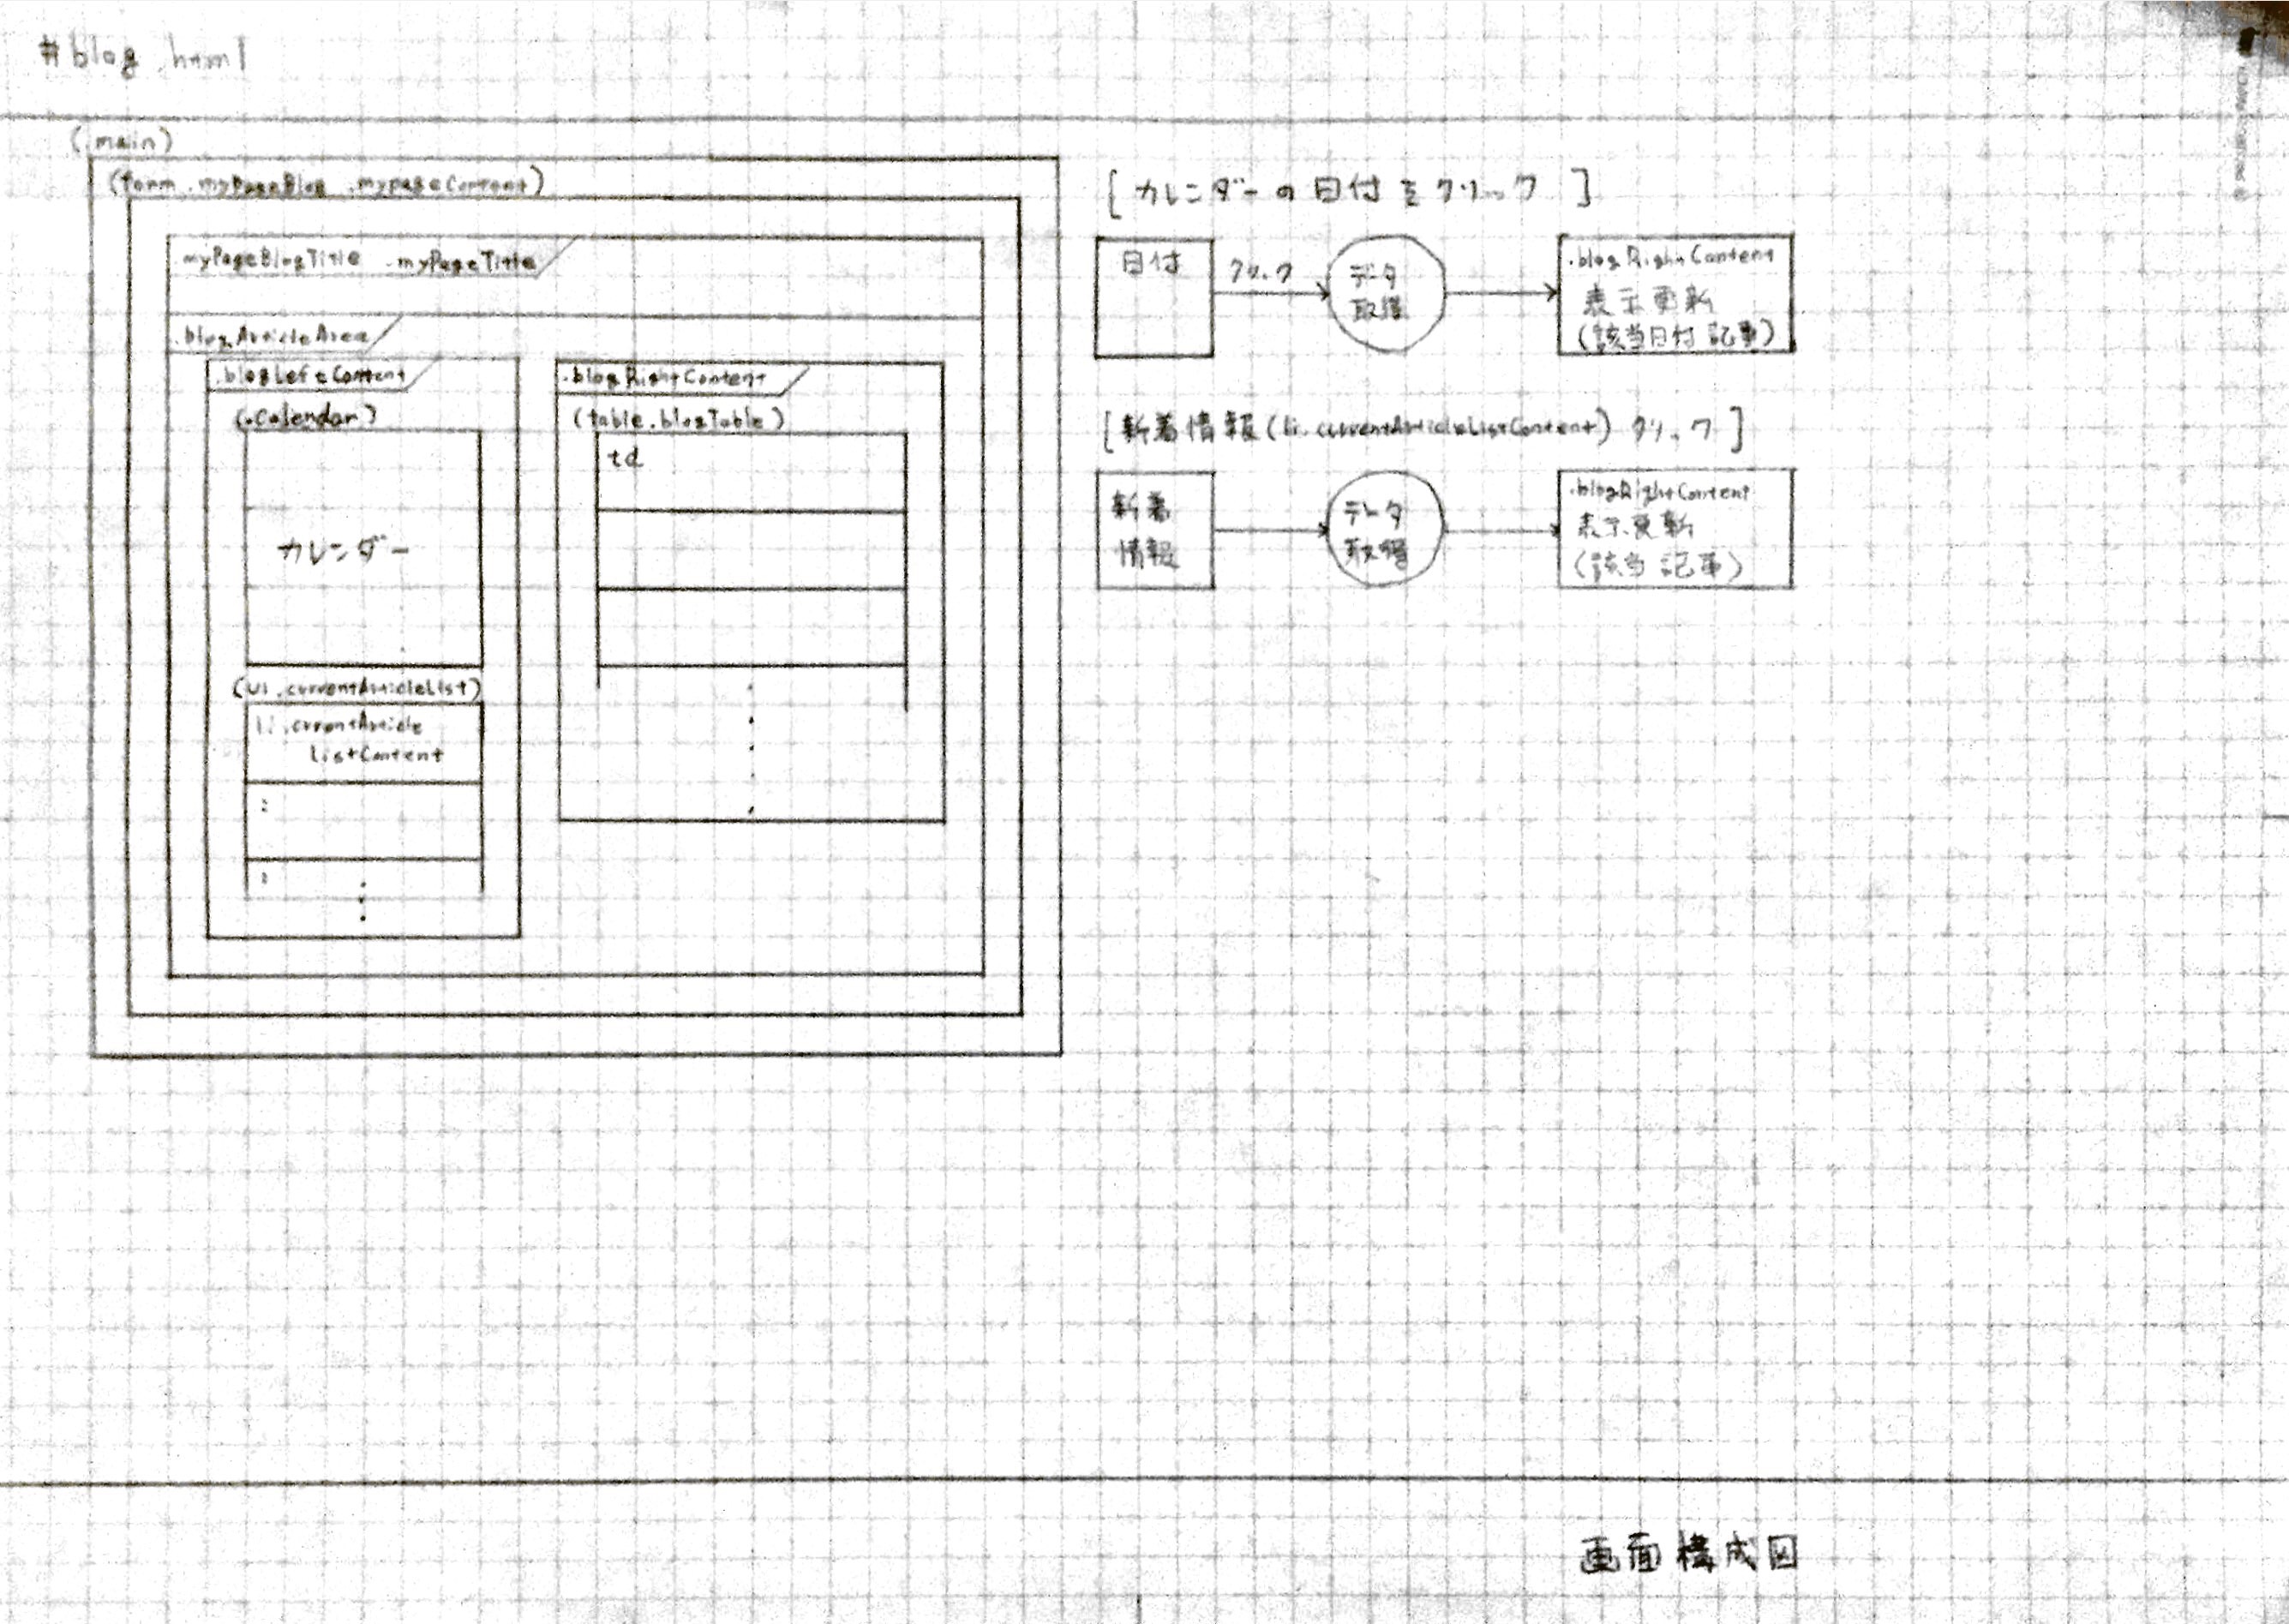 #blog.html
(.main)
(form .myPageBlog .mypageContent)
myPageBlogTitle .myPageTitle
.blogArticleArea
.blogLeftContent
(.Calendar)
カレンダー
(ul .currentArticleList)
li .currentArticle
listContent
:
:
.blogRightContent
(table.blogTable)
td
[カレンダーの日付をクリック]
日付
クリック
データ
取得
.blogRightContent
表示更新
(該当日付記事)
[新着情報(li.currentArticleListContent)クリック]
新着
情報
データ
取得
.blogRightContent
表示更新
(該当記事)
画面構成図